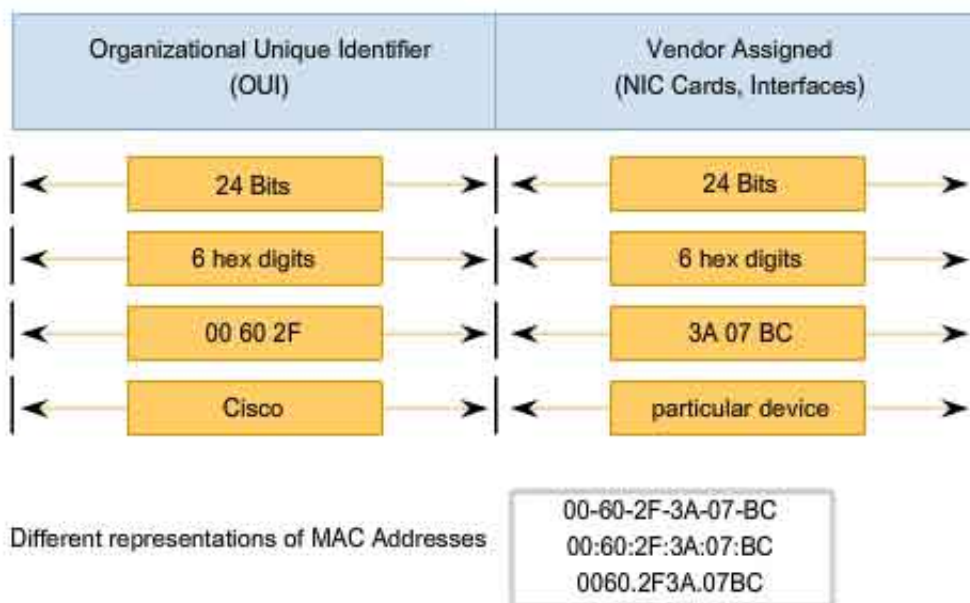 Organizational Unique Identifier
(OUI)
Vendor Assigned
(NIC Cards, Interfaces)
24 Bits
24 Bits
6 hex digits
6 hex digits
00 60 2F
3A 07 BC
Cisco
particular device
Different representations of MAC Addresses
00-60-2F-3A-07-BC
00:60:2F:3A:07:BC
0060.2F3A.07BC